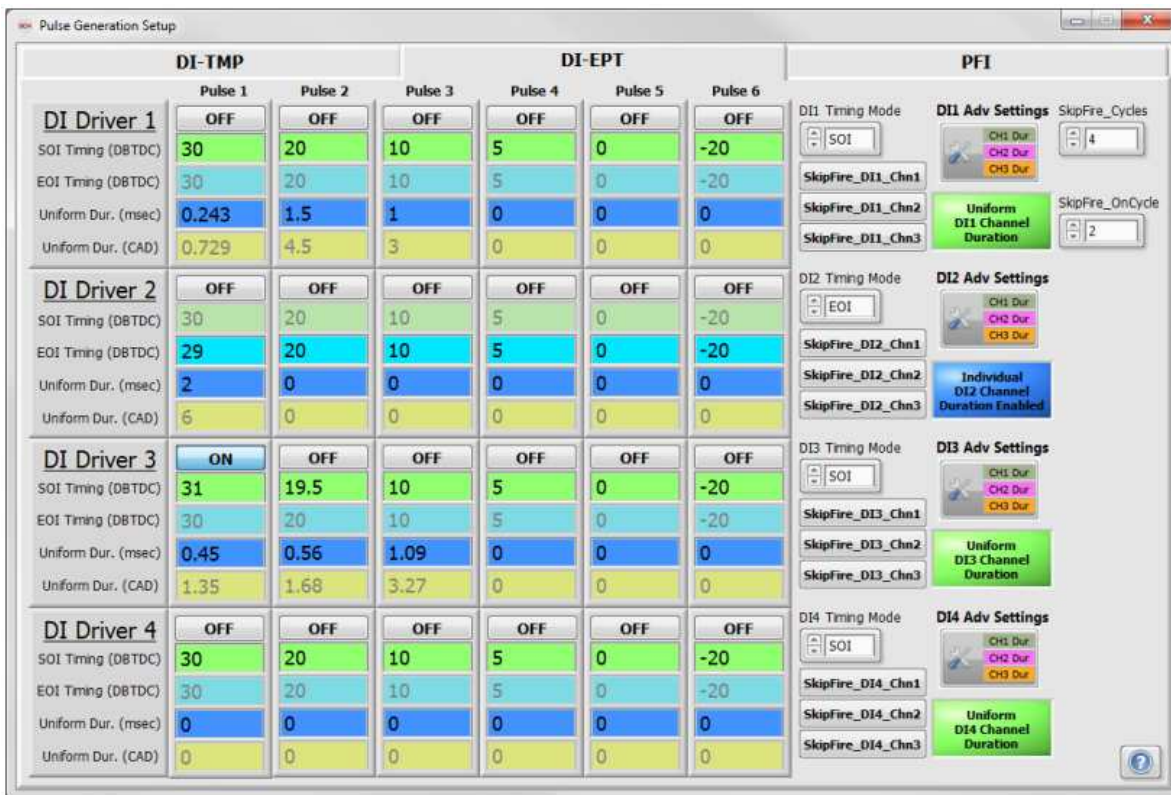 Pulse Generation Setup
DI-TMP DI-EPT PFI
Pulse 1 Pulse 2 Pulse 3 Pulse 4 Pulse 5 Pulse 6
DI Driver 1 OFF OFF OFF OFF OFF OFF
SOI Timing (DBTDC) 30 20 10 5 0 -20
EOI Timing (DBTDC) 30 20 10 5 0 -20
Uniform Dur. (msec) 0.243 1.5 1 0 0 0
Uniform Dur. (CAD) 0.729 4.5 3 0 0 0
DI1 Timing Mode DI1 Adv Settings SkipFire_Cycles
SOI CH1 Dur 4
CH2 Dur
CH3 Dur
SkipFire_DI1_Chn1
SkipFire_DI1_Chn2
SkipFire_DI1_Chn3
Uniform
DI1 Channel
Duration
SkipFire_OnCycle
2
DI Driver 2 OFF OFF OFF OFF OFF OFF
SOI Timing (DBTDC) 30 20 10 5 0 -20
EOI Timing (DBTDC) 29 20 10 5 0 -20
Uniform Dur. (msec) 2 0 0 0 0 0
Uniform Dur. (CAD) 6 0 0 0 0 0
DI2 Timing Mode DI2 Adv Settings
EOI CH1 Dur
CH2 Dur
CH3 Dur
SkipFire_DI2_Chn1
SkipFire_DI2_Chn2
SkipFire_DI2_Chn3
Individual
DI2 Channel
Duration Enabled
DI Driver 3 ON OFF OFF OFF OFF OFF
SOI Timing (DBTDC) 31 19.5 10 5 0 -20
EOI Timing (DBTDC) 30 20 10 5 0 -20
Uniform Dur. (msec) 0.45 0.56 1.09 0 0 0
Uniform Dur. (CAD) 1.35 1.68 3.27 0 0 0
DI3 Timing Mode DI3 Adv Settings
SOI CH1 Dur
CH2 Dur
CH3 Dur
SkipFire_DI3_Chn1
SkipFire_DI3_Chn2
SkipFire_DI3_Chn3
Uniform
DI3 Channel
Duration
DI Driver 4 OFF OFF OFF OFF OFF OFF
SOI Timing (DBTDC) 30 20 10 5 0 -20
EOI Timing (DBTDC) 30 20 10 5 0 -20
Uniform Dur. (msec) 0 0 0 0 0 0
Uniform Dur. (CAD) 0 0 0 0 0 0
DI4 Timing Mode DI4 Adv Settings
SOI CH1 Dur
CH2 Dur
CH3 Dur
SkipFire_DI4_Chn1
SkipFire_DI4_Chn2
SkipFire_DI4_Chn3
Uniform
DI4 Channel
Duration
?